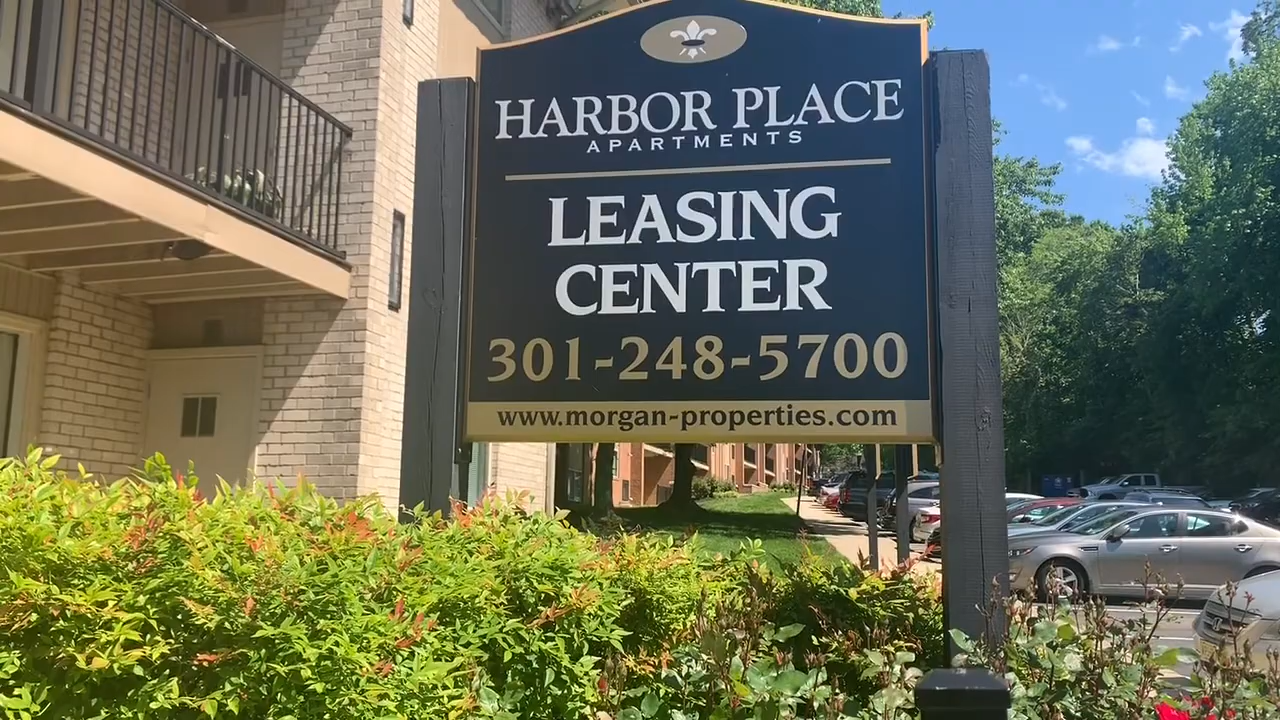 HARBOR PLACE
APARTMENTS
LEASING
CENTER
301-248-5700
www.morgan-properties.com